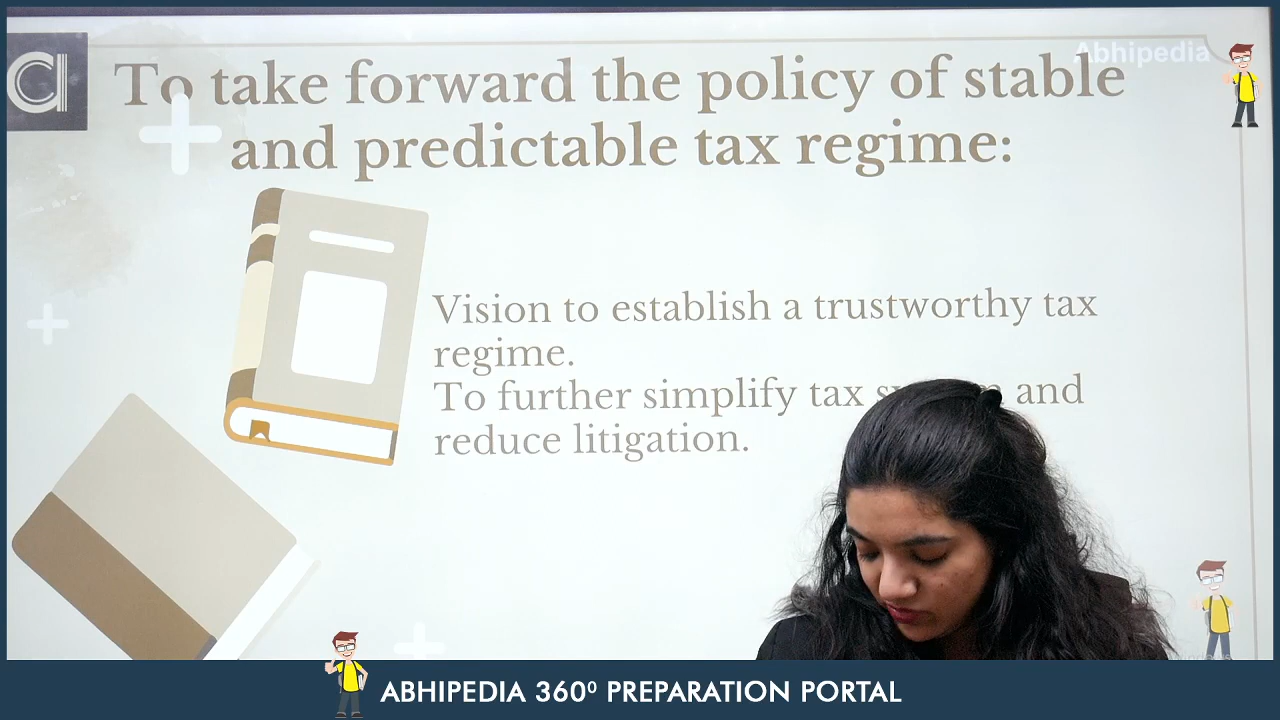 Abhipedia
To take forward the policy of stable
and predictable tax regime:
Vision to establish a trustworthy tax
regime.
To further simplify tax and
reduce litigation.
ABHIPEDIA 360⁰ PREPARATION PORTAL